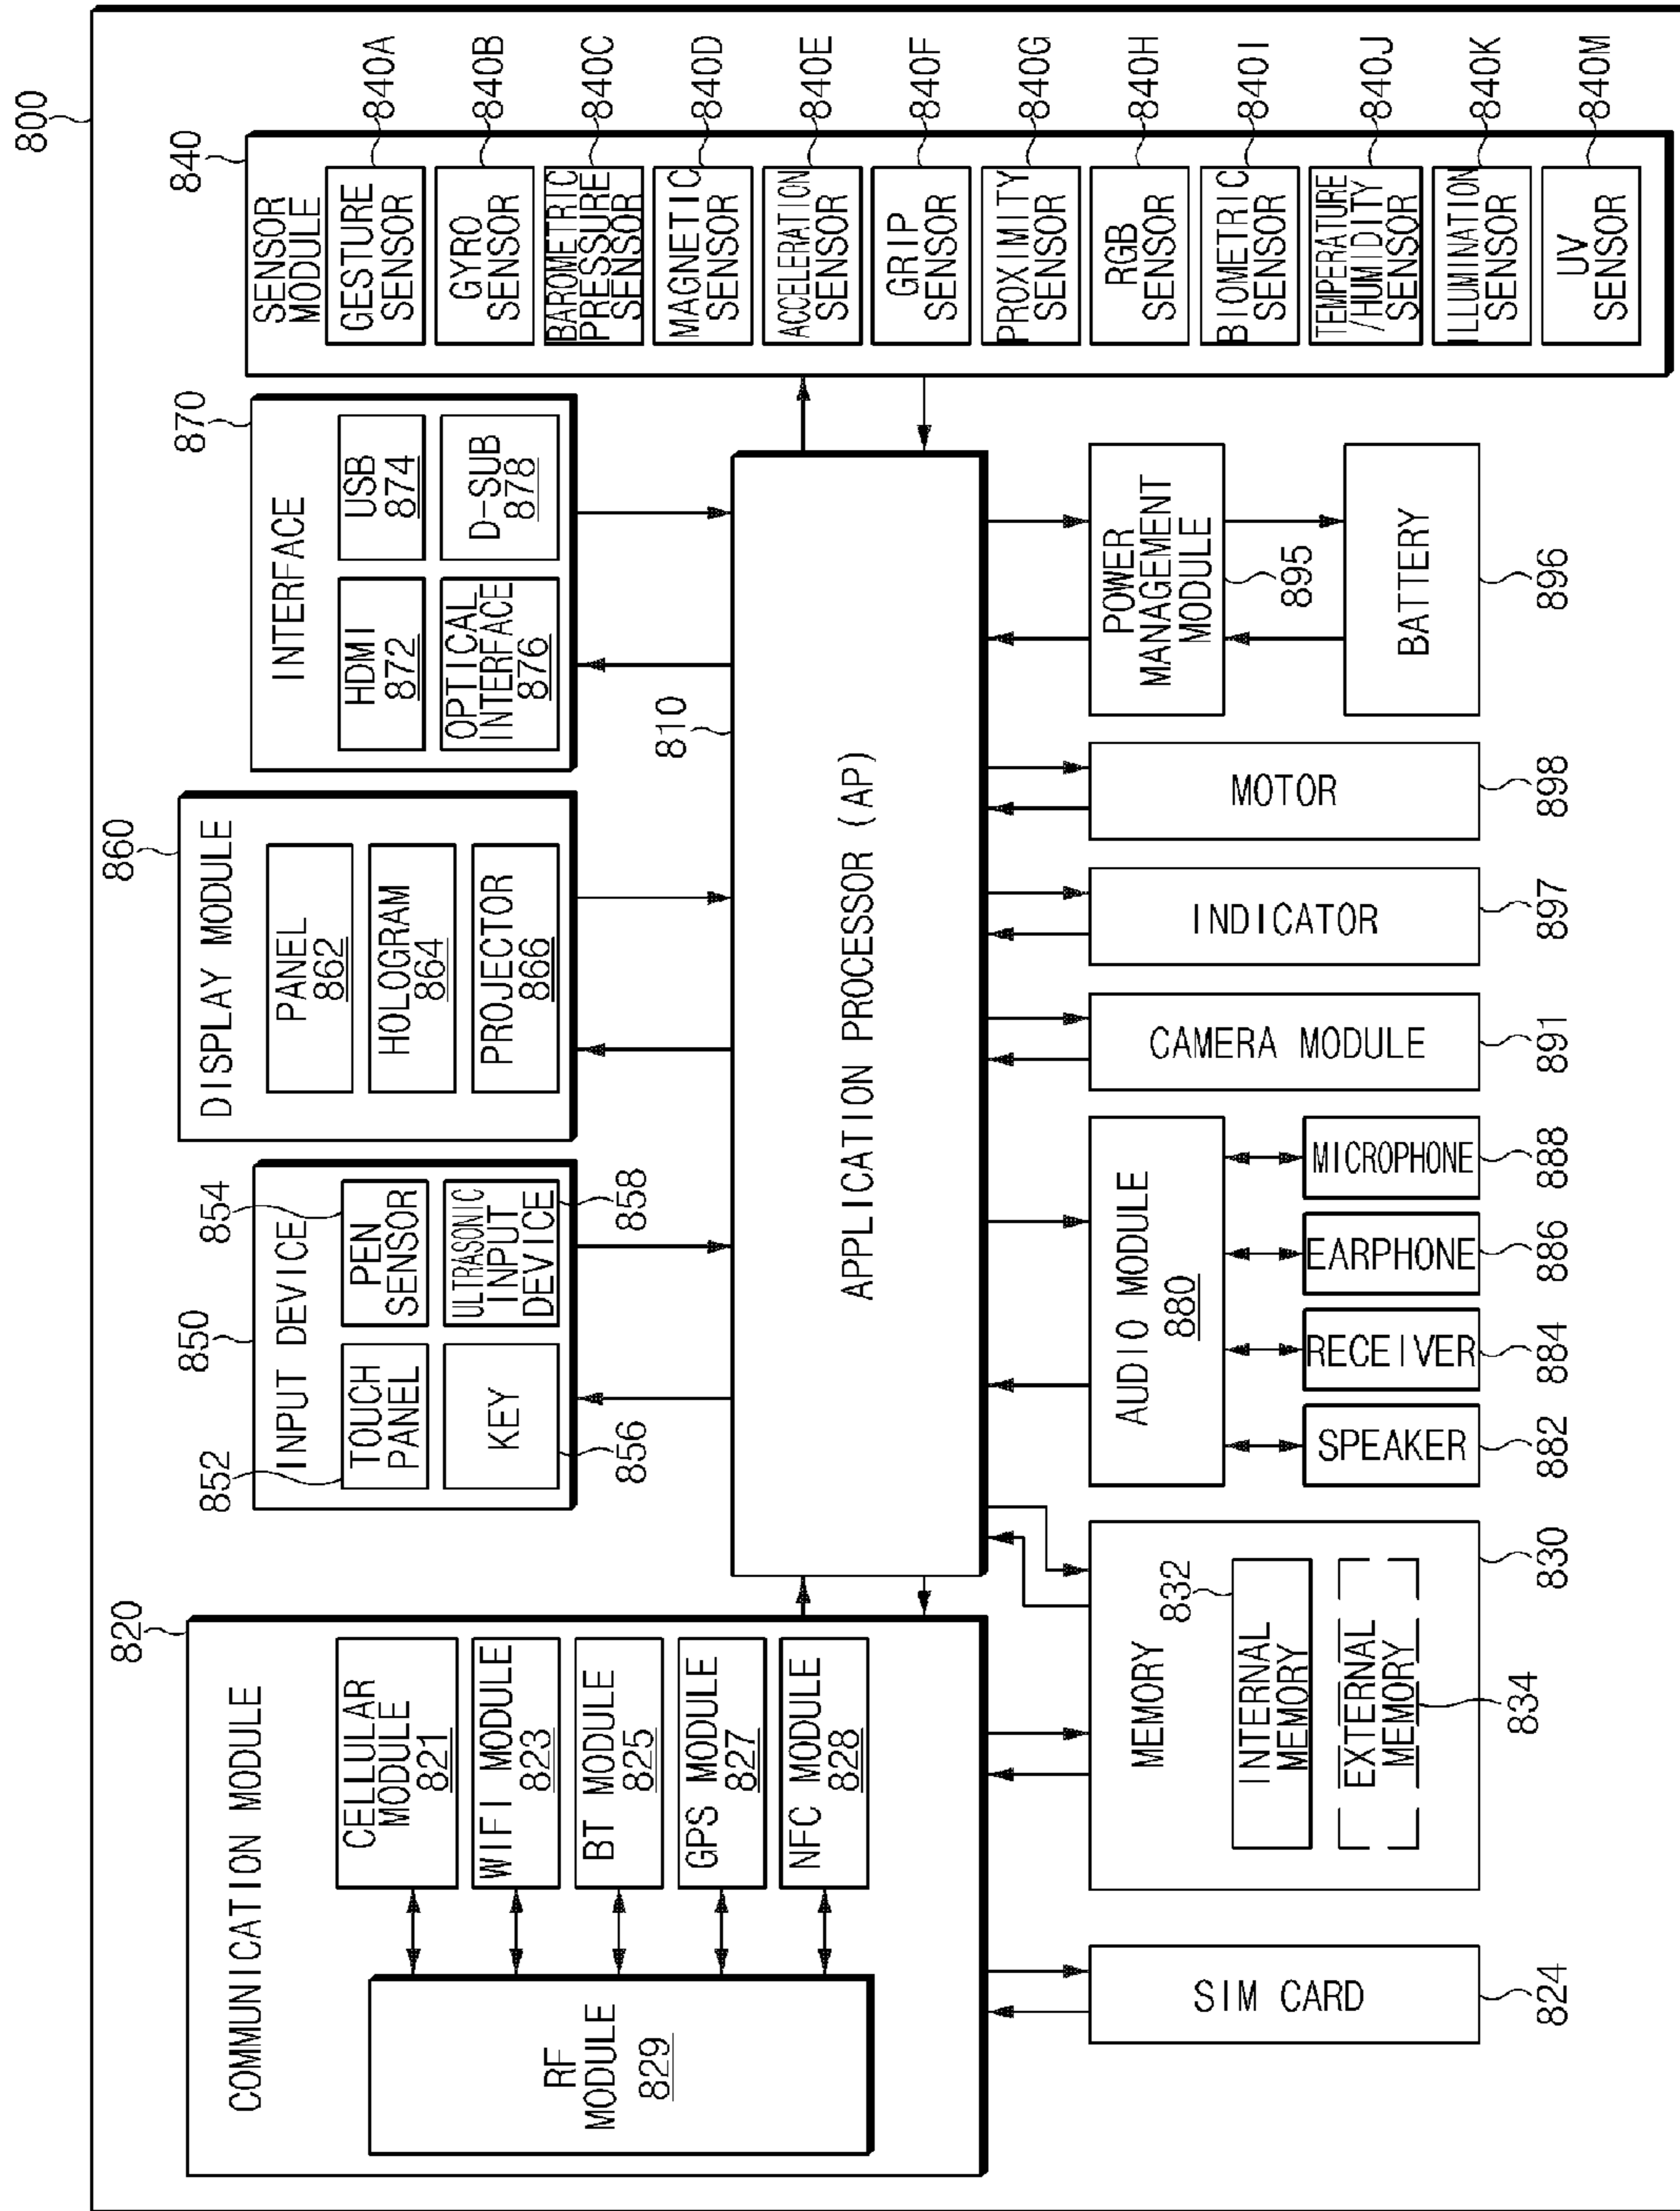 800
COMMUNICATION MODULE
820
RF
MODULE
829
CELLULAR
MODULE
821
WIFI MODULE
823
BT MODULE
825
GPS MODULE
827
NFC MODULE
828
850
INPUT DEVICE
852
TOUCH
PANEL
854
PEN
SENSOR
KEY
856
ULTRASONIC
INPUT
DEVICE
858
860
DISPLAY MODULE
PANEL
862
HOLOGRAM
864
PROJECTOR
866
870
INTERFACE
HDMI
872
USB
874
OPTICAL
INTERFACE
876
D-SUB
878
840
SENSOR
MODULE
GESTURE
SENSOR
840A
GYRO
SENSOR
840B
BAROMETRIC
PRESSURE
SENSOR
840C
MAGNETIC
SENSOR
840D
ACCELERATION
SENSOR
840E
GRIP
SENSOR
840F
PROXIMITY
SENSOR
840G
RGB
SENSOR
840H
BIOMETRIC
SENSOR
840I
TEMPERATURE
/HUMIDITY
SENSOR
840J
ILLUMINATION
SENSOR
840K
UV
SENSOR
840M
810
APPLICATION PROCESSOR (AP)
SIM CARD
824
MEMORY
832
INTERNAL
MEMORY
EXTERNAL
MEMORY
834
830
AUDIO MODULE
880
SPEAKER
882
RECEIVER
884
EARPHONE
886
MICROPHONE
888
CAMERA MODULE
891
INDICATOR
897
MOTOR
898
POWER
MANAGEMENT
MODULE
895
BATTERY
896